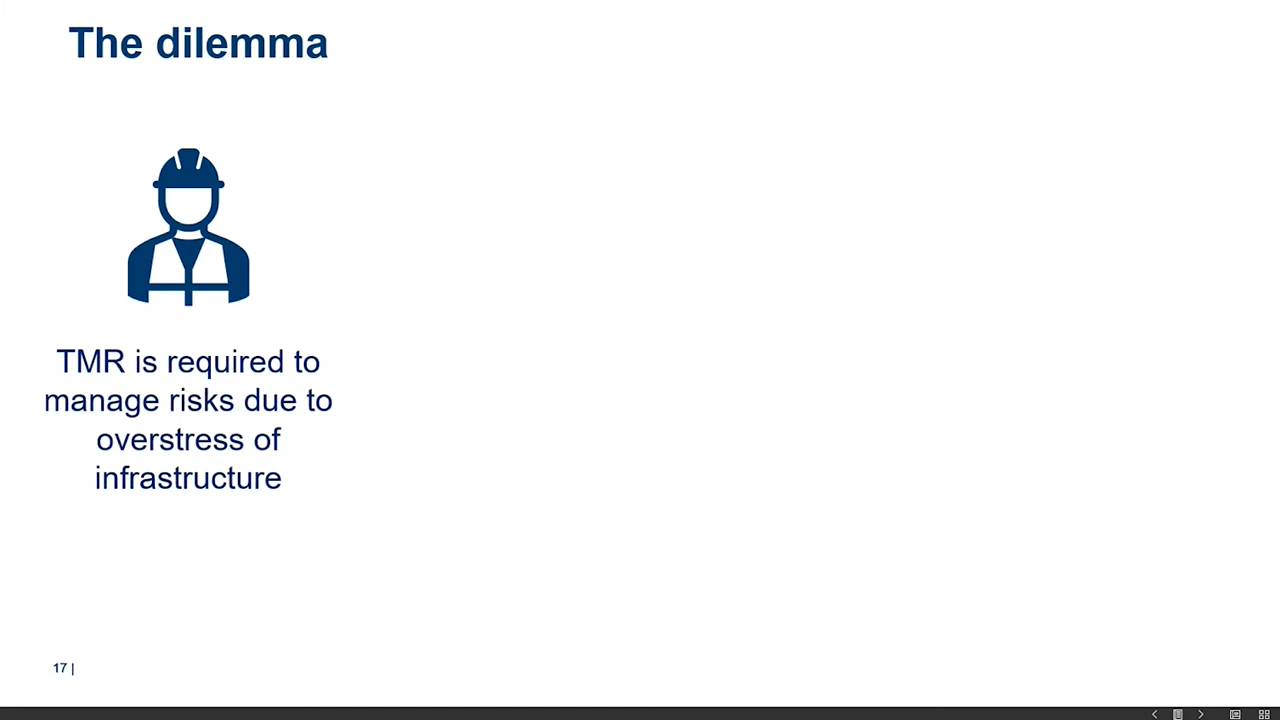 The dilemma
TMR is required to
manage risks due to
overstress of
infrastructure
17 |